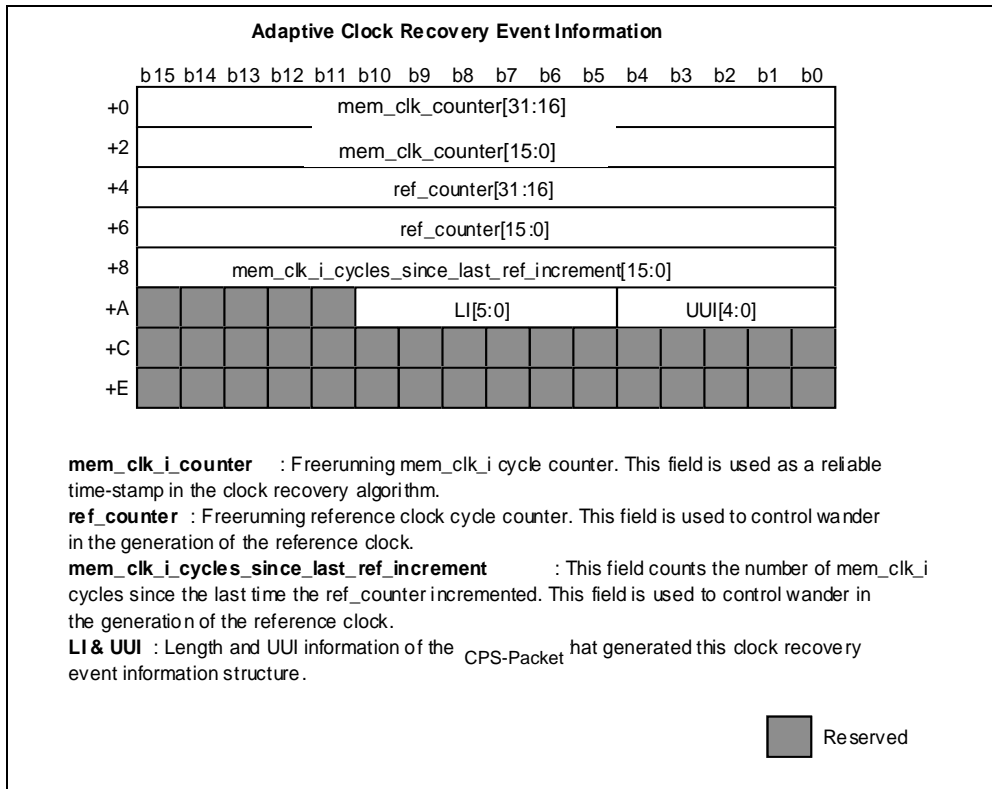 Adaptive Clock Recovery Event Information
b15 b14 b13 b12 b11 b10 b9 b8 b7 b6 b5 b4 b3 b2 b1 b0
+0 mem_clk_counter[31:16]
+2 mem_clk_counter[15:0]
+4 ref_counter[31:16]
+6 ref_counter[15:0]
+8 mem_clk_i_cycles_since_last_ref_increment[15:0]
+A LI[5:0] UUI[4:0]
+C
+E
mem_clk_i_counter : Freerunning mem_clk_i cycle counter. This field is used as a reliable
time-stamp in the clock recovery algorithm.
ref_counter : Freerunning reference clock cycle counter. This field is used to control wander
in the generation of the reference clock.
mem_clk_i_cycles_since_last_ref_increment : This field counts the number of mem_clk_i
cycles since the last time the ref_counter incremented. This field is used to control wander in
the generation of the reference clock.
LI & UUI : Length and UUI information of the CPS-Packet hat generated this clock recovery
event information structure.
Reserved